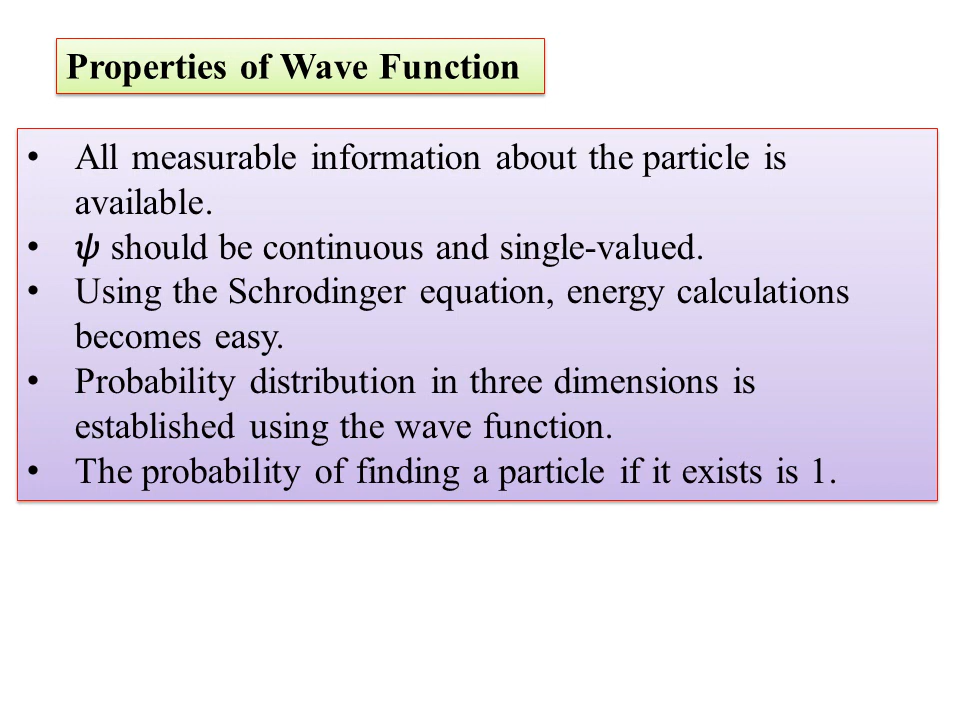 Properties of Wave Function
• All measurable information about the particle is
available.
• 𝜓 should be continuous and single-valued.
• Using the Schrodinger equation, energy calculations
becomes easy.
• Probability distribution in three dimensions is
established using the wave function.
• The probability of finding a particle if it exists is 1.